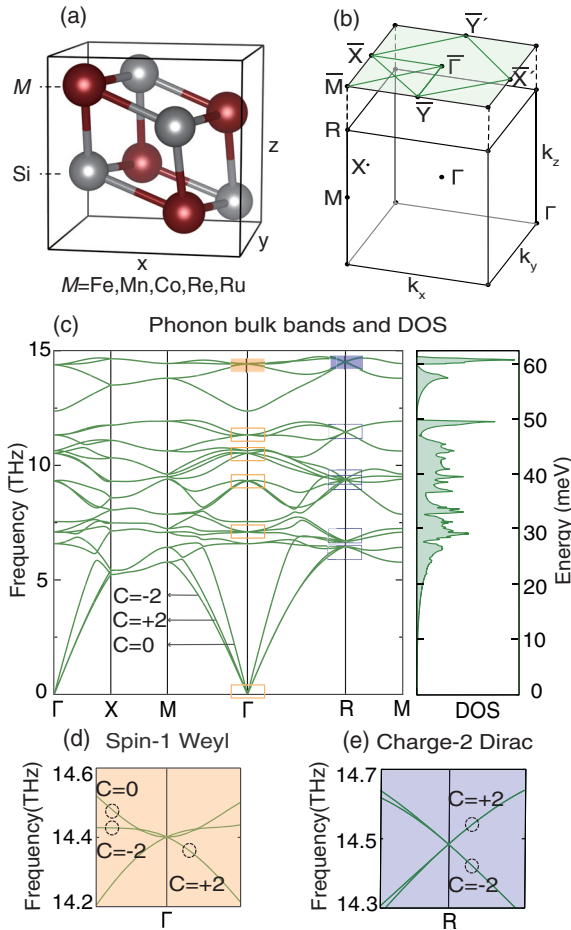 (a)
M
Si
z
y
x
M=Fe,Mn,Co,Re,Ru
(b)
Y̅´
X̅
Γ̅
X̅´
M̅
Y̅
R
X
Γ
M
k_z
Γ
k_y
k_x
(c) Phonon bulk bands and DOS
15
10
5
0
Frequency (THz)
C=-2
C=+2
C=0
Γ X M Γ R M
60
50
40
30
20
10
0
Energy (meV)
DOS
(d) Spin-1 Weyl
14.6
14.4
14.2
Frequency(THz)
C=0
C=-2
C=+2
Γ
(e) Charge-2 Dirac
14.7
14.5
14.3
Frequency(THz)
C=+2
C=-2
R